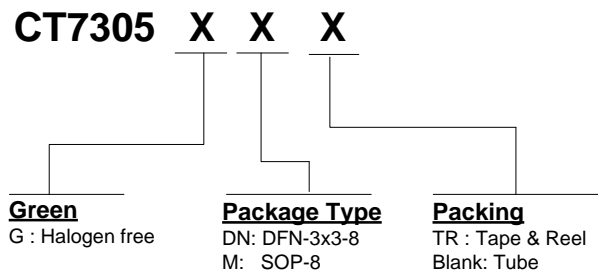 CT7305 X X X
Green
G : Halogen free
Package Type
DN: DFN-3x3-8
M: SOP-8
Packing
TR : Tape & Reel
Blank: Tube